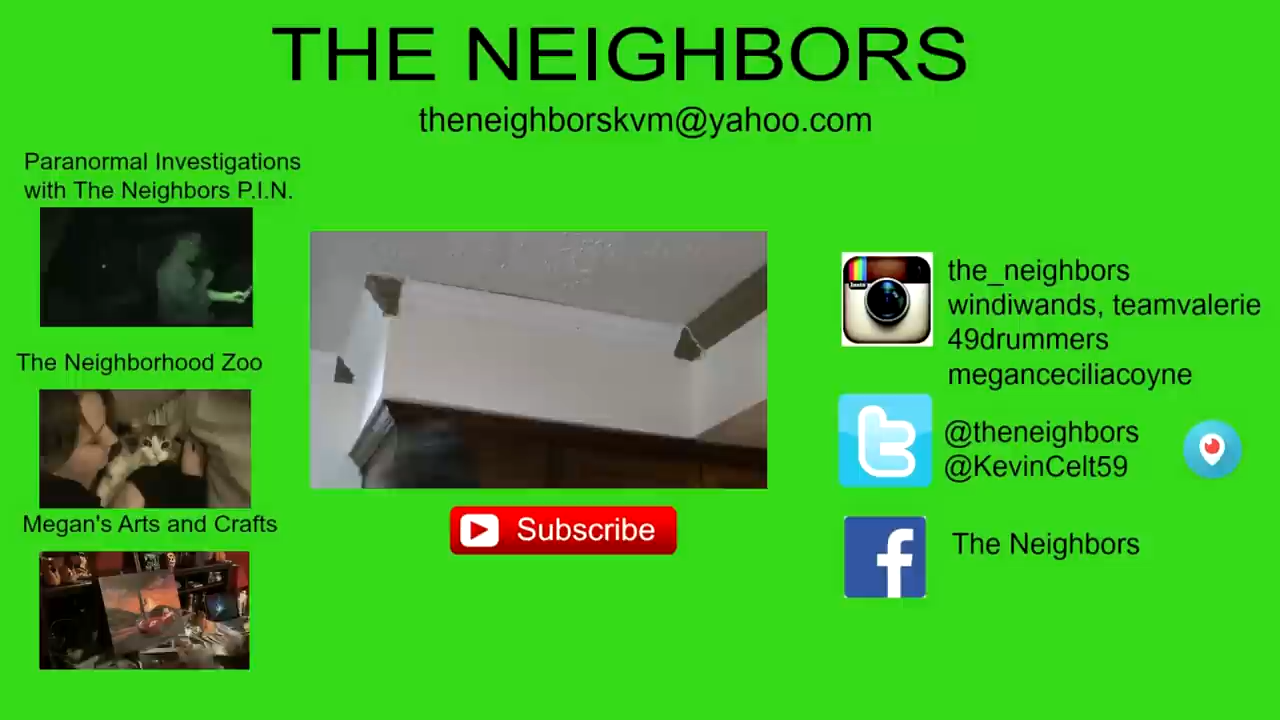 THE NEIGHBORS
theneighborskvm@yahoo.com
Paranormal Investigations
with The Neighbors P.I.N.
The Neighborhood Zoo
Megan's Arts and Crafts
Subscribe
the_neighbors
windiwands, teamvalerie
49drummers
meganceciliacoyne
@theneighbors
@KevinCelt59
The Neighbors